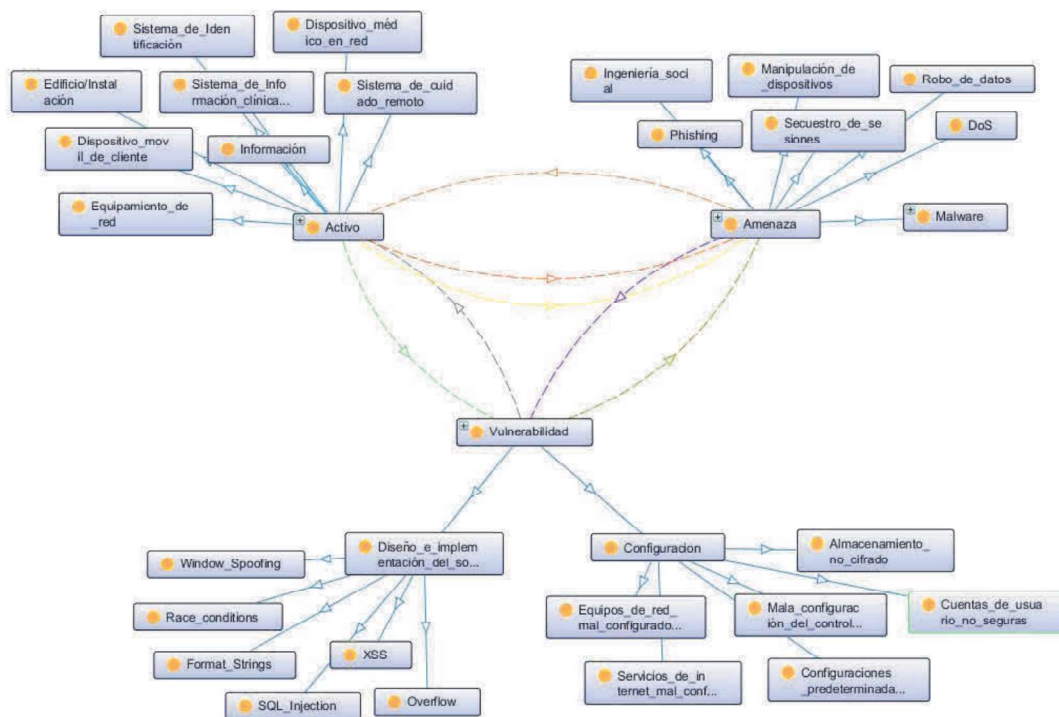 Sistema_de_Iden
tificación
Dispositivo_méd
ico_en_red
Edificio/Instal
ación
Sistema_de_Info
rmación_clínica...
Sistema_de_cuid
ado_remoto
Dispositivo_mov
il_de_cliente
Información
Equipamiento_de
_red
Activo
Ingeniería_soci
al
Manipulación_de
_dispositivos
Robo_de_datos
Phishing
Secuestro_de_se
siones
DoS
Amenaza
Malware
Vulnerabilidad
Diseño_e_implem
entación_del_so...
Window_Spoofing
Race_conditions
Format_Strings
XSS
SQL_Injection
Overflow
Configuracion
Almacenamiento_
no_cifrado
Equipos_de_red_
mal_configurado...
Mala_configurac
ión_del_control...
Cuentas_de_usua
rio_no_seguras
Servicios_de_in
ternet_mal_conf...
Configuraciones
_predeterminada...